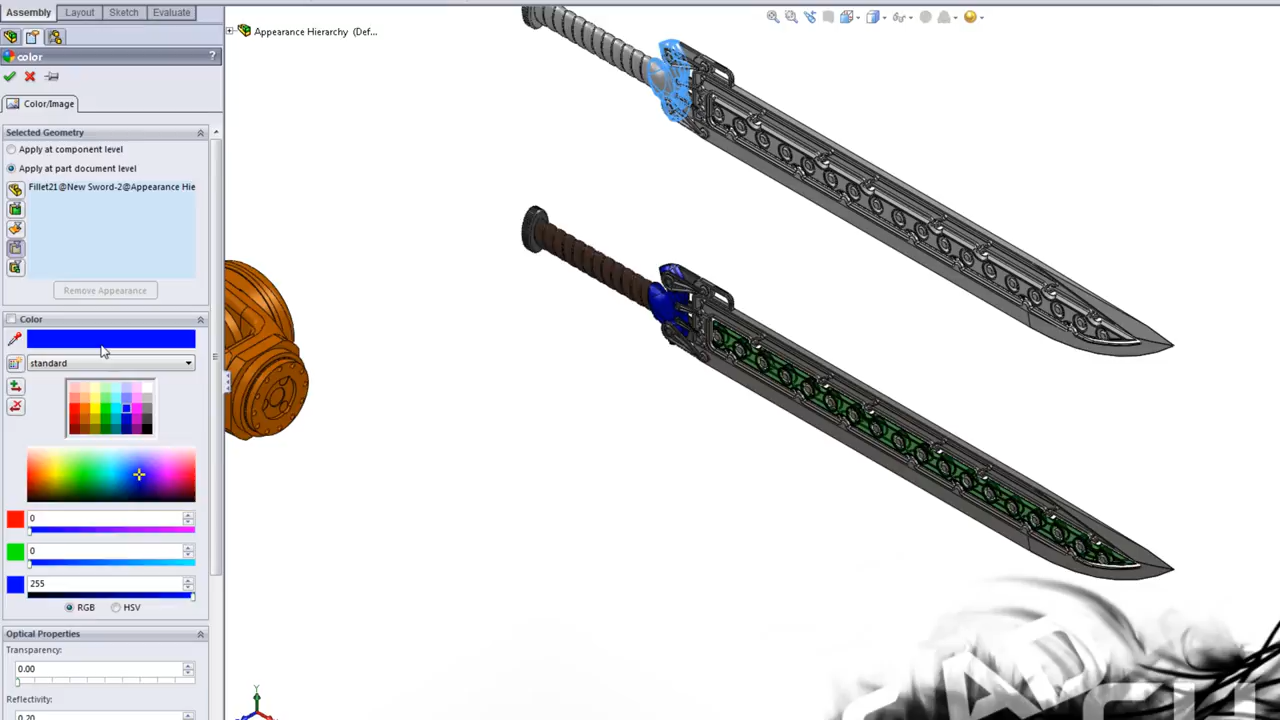 Assembly Layout Sketch Evaluate
Appearance Hierarchy (Def...
color ?
Color/Image
Selected Geometry
Apply at component level
Apply at part document level
Fillet21@New Sword-2@Appearance Hie
Remove Appearance
Color
standard
0
0
255
RGB HSV
Optical Properties
Transparency:
0.00
Reflectivity:
0.20
Y